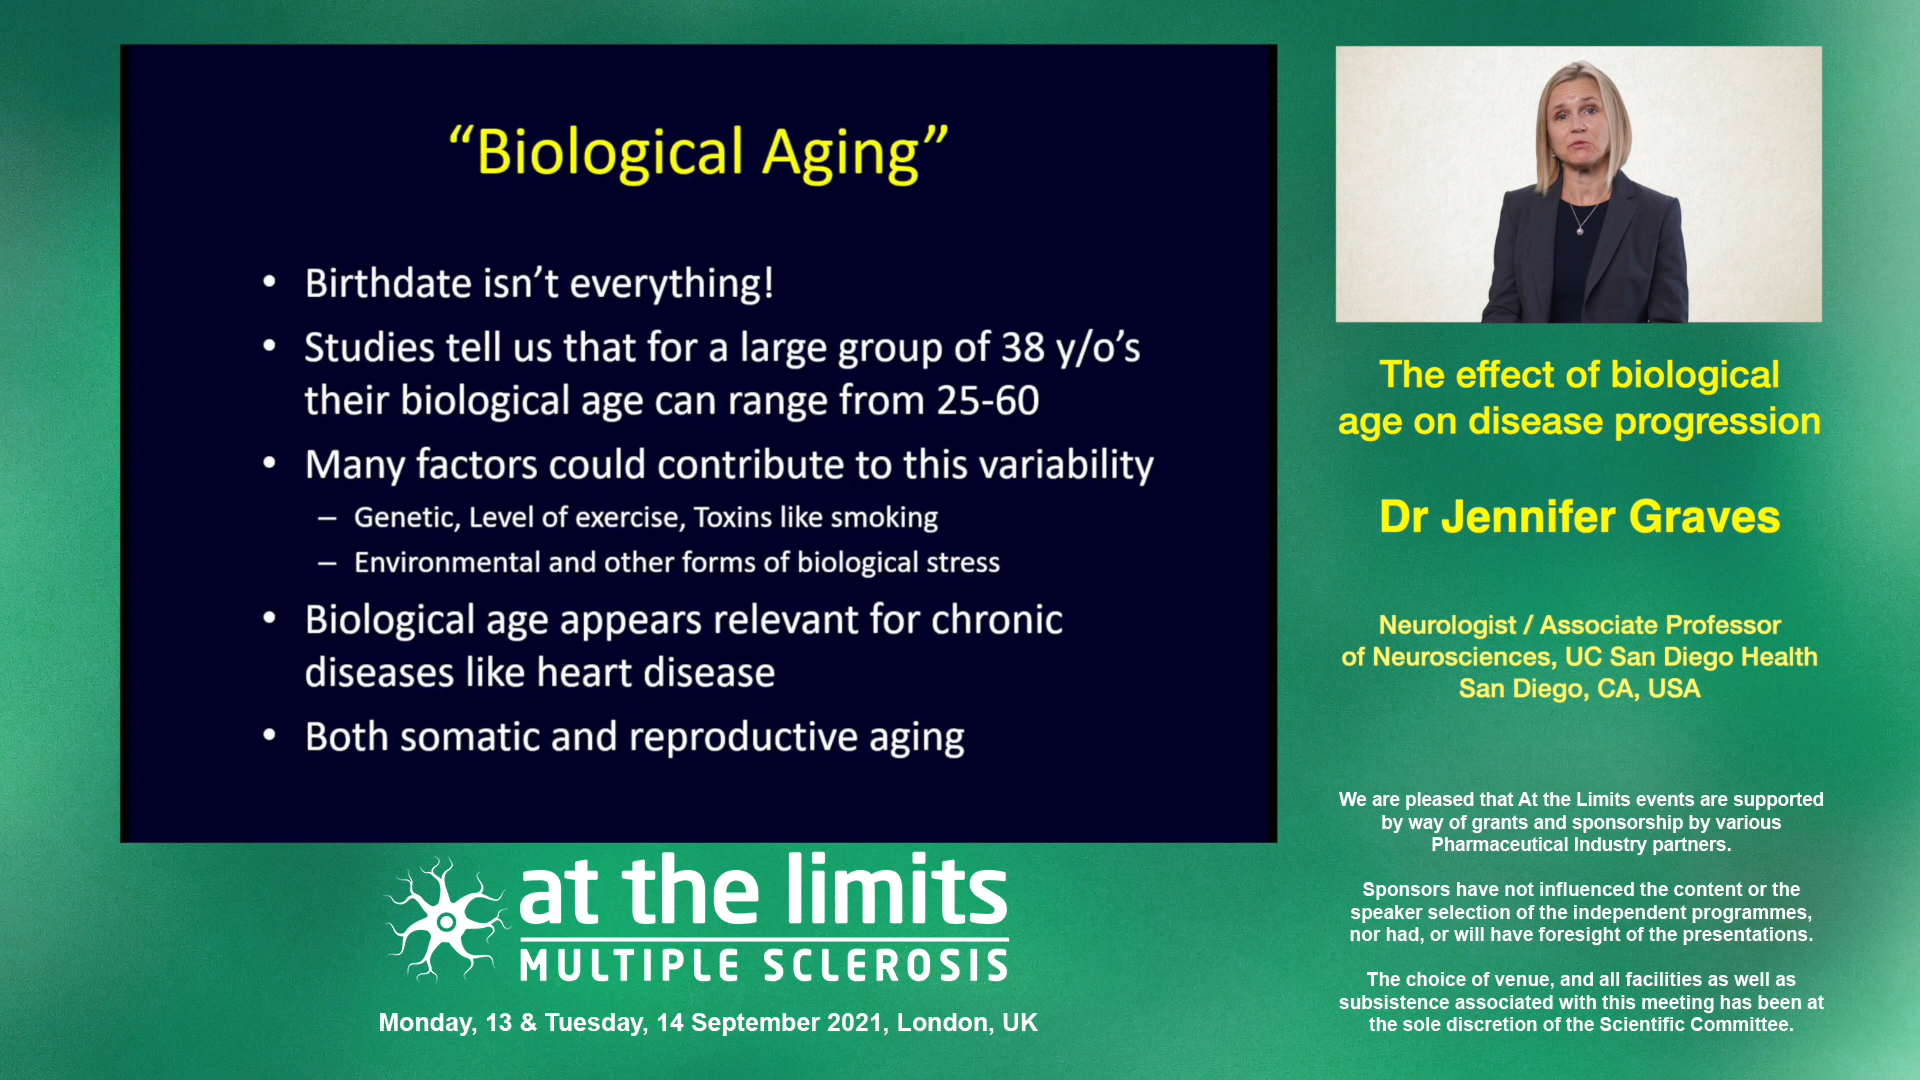 “Biological Aging”
• Birthdate isn’t everything!
• Studies tell us that for a large group of 38 y/o’s
their biological age can range from 25-60
• Many factors could contribute to this variability
– Genetic, Level of exercise, Toxins like smoking
– Environmental and other forms of biological stress
• Biological age appears relevant for chronic
diseases like heart disease
• Both somatic and reproductive aging
at the limits
MULTIPLE SCLEROSIS
Monday, 13 & Tuesday, 14 September 2021, London, UK
The effect of biological
age on disease progression
Dr Jennifer Graves
Neurologist / Associate Professor
of Neurosciences, UC San Diego Health
San Diego, CA, USA
We are pleased that At the Limits events are supported
by way of grants and sponsorship by various
Pharmaceutical Industry partners.
Sponsors have not influenced the content or the
speaker selection of the independent programmes,
nor had, or will have foresight of the presentations.
The choice of venue, and all facilities as well as
subsistence associated with this meeting has been at
the sole discretion of the Scientific Committee.